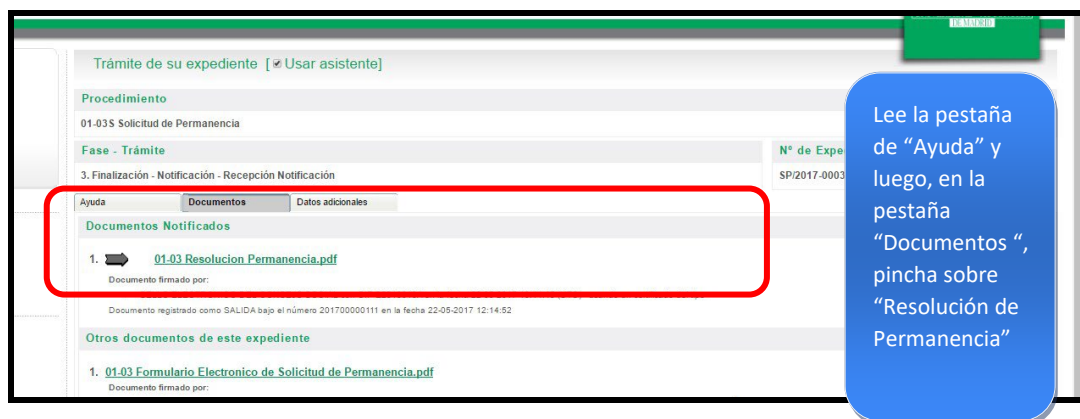 DE MADRID
Trámite de su expediente [ Usar asistente]
Procedimiento
01-03S Solicitud de Permanencia
Fase - Trámite
Nº de Expe
3. Finalización - Notificación - Recepción Notificación
SP/2017-0003
Ayuda Documentos Datos adicionales
Documentos Notificados
1. 01-03 Resolucion Permanencia.pdf
Documento firmado por:
Documento registrado como SALIDA bajo el número 201700000111 en la fecha 22-05-2017 12:14:52
Otros documentos de este expediente
1. 01-03 Formulario Electronico de Solicitud de Permanencia.pdf
Documento firmado por:
Lee la pestaña
de “Ayuda” y
luego, en la
pestaña
“Documentos “,
pincha sobre
“Resolución de
Permanencia”